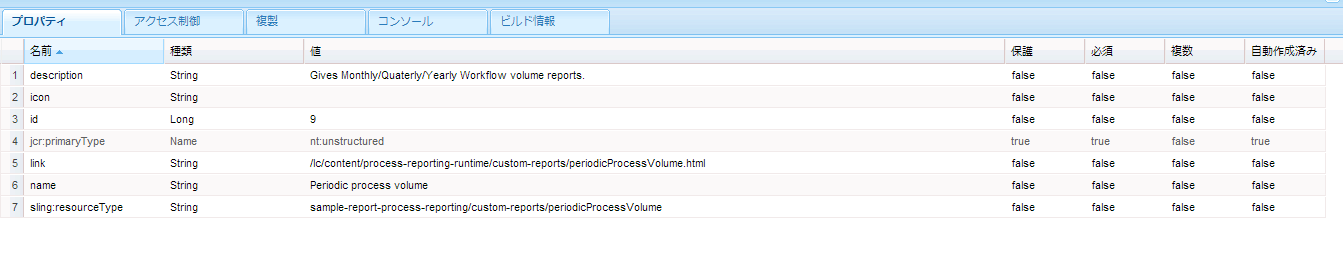 プロパティ アクセス制御 複製 コンソール ビルド情報
名前 種類 値 保護 必須 複数 自動作成済み
1 description String Gives Monthly/Quaterly/Yearly Workflow volume reports. false false false false
2 icon String false false false false
3 id Long 9 false false false false
4 jcr:primaryType Name nt:unstructured true true false true
5 link String /lc/content/process-reporting-runtime/custom-reports/periodicProcessVolume.html false false false false
6 name String Periodic process volume false false false false
7 sling:resourceType String sample-report-process-reporting/custom-reports/periodicProcessVolume false false false false